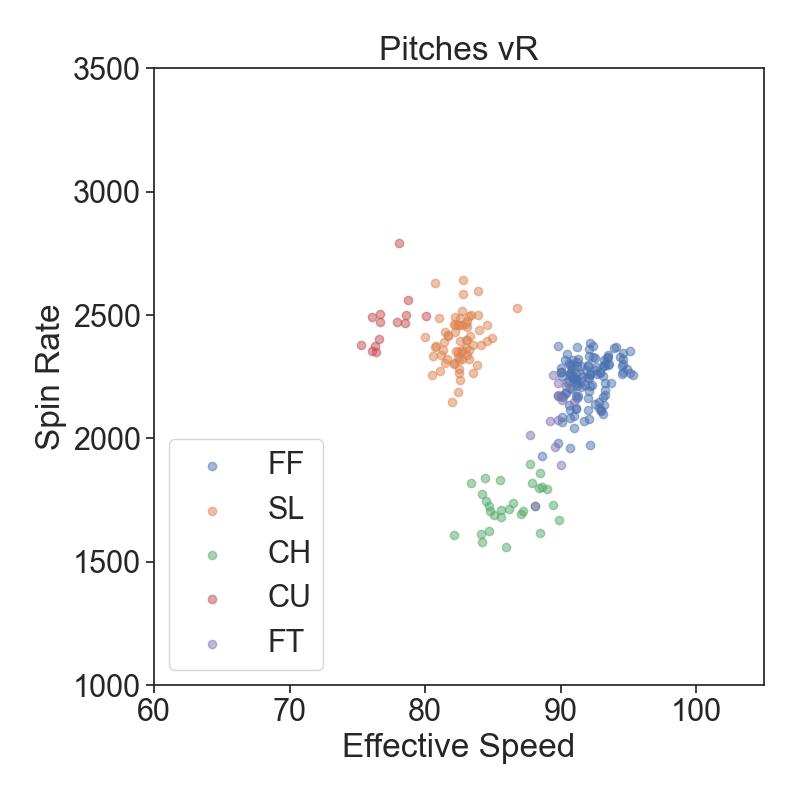 Pitches vR
3500
3000
2500
2000
1500
1000
Spin Rate
FF
SL
CH
CU
FT
60 70 80 90 100
Effective Speed